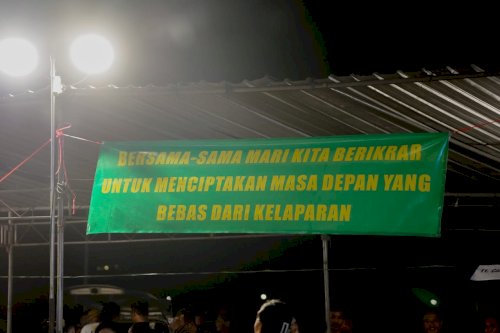 BERSAMA-SAMA MARI KITA BERIKRAR
UNTUK MENCIPTAKAN MASA DEPAN YANG
BEBAS DARI KELAPARAN